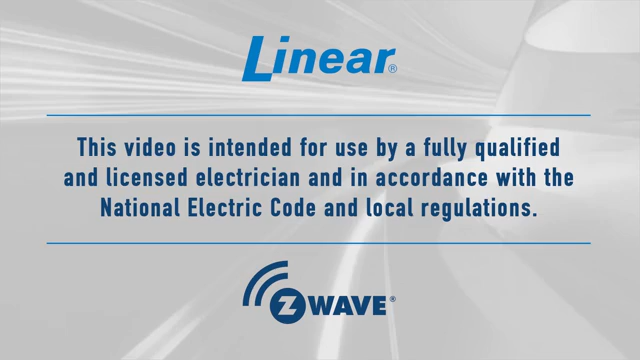 Linear®
This video is intended for use by a fully qualified
and licensed electrician and in accordance with the
National Electric Code and local regulations.
Z WAVE®